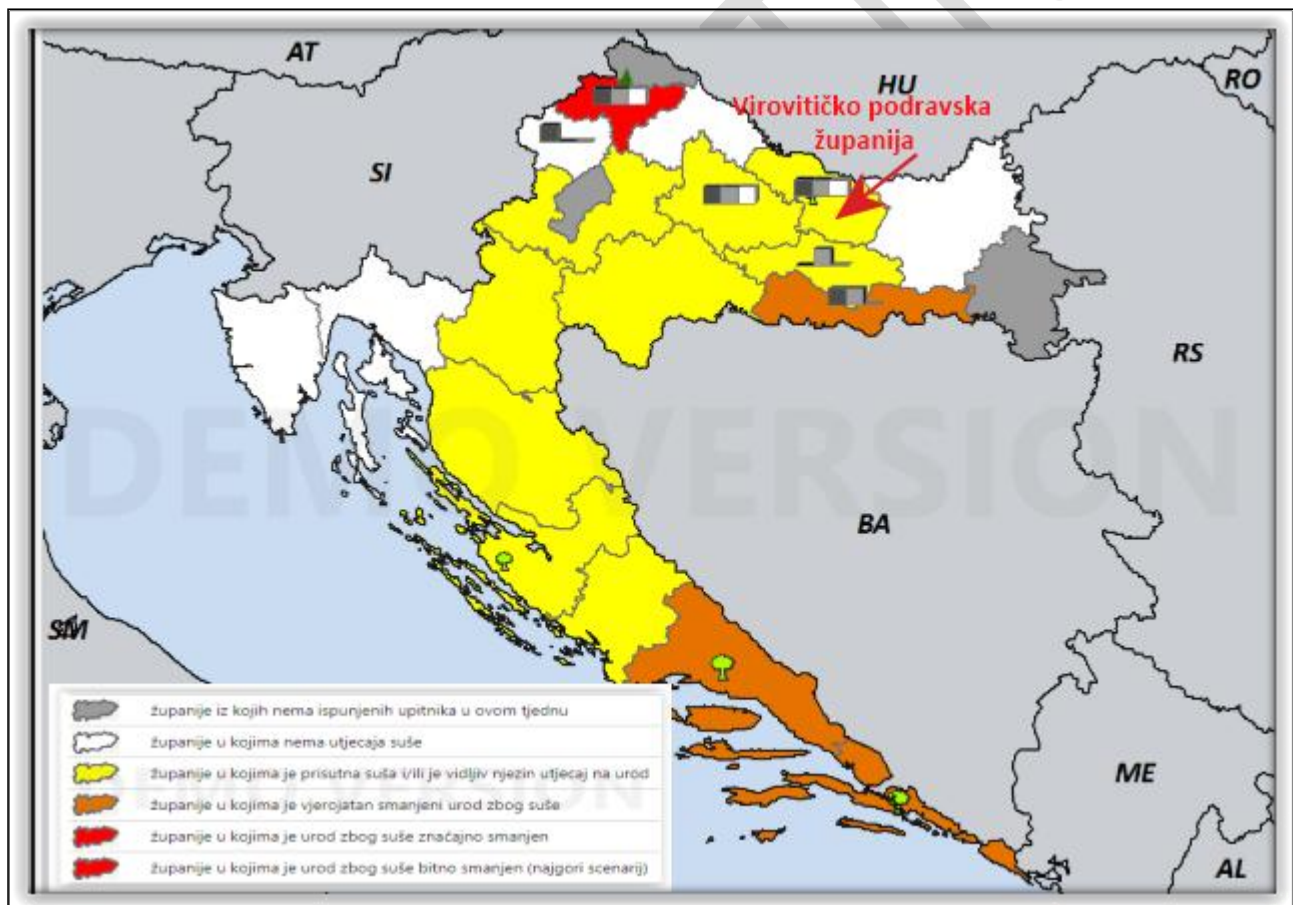 AT
HU
RO
Virovitičko podravska
županija
SI
RS
DEMO VERSION
BA
SM
županije iz kojih nema ispunjenih upitnika u ovom tjednu
županije u kojima nema utjecaja suše
županije u kojima je prisutna suša i/ili je vidljiv njezin utjecaj na urod
DEMO VERSION
županije u kojima je vjerojatan smanjeni urod zbog suše
ME
županije u kojima je urod zbog suše značajno smanjen
županije u kojima je urod zbog suše bitno smanjen (najgori scenarij)
AL